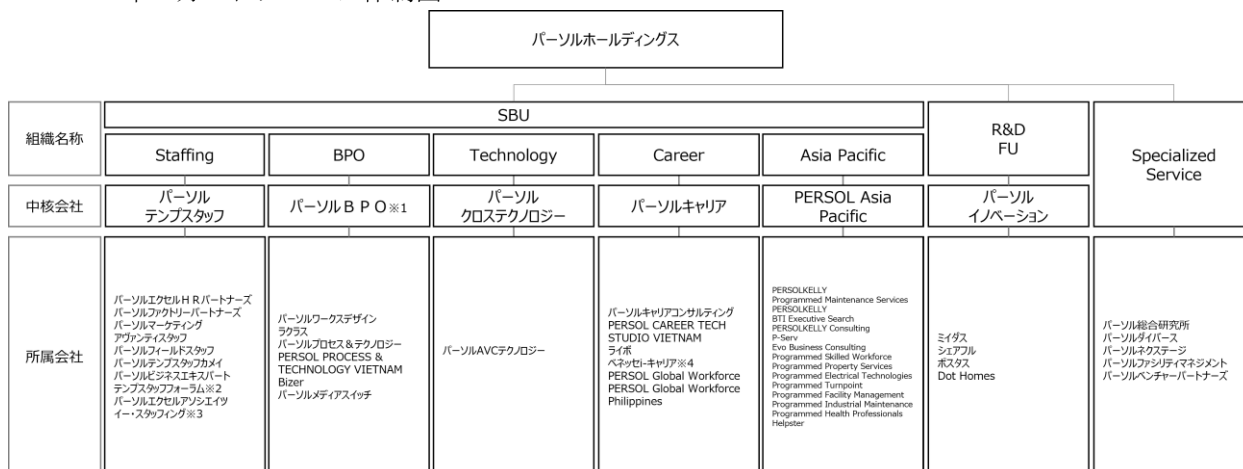 パーソルホールディングス
組織名称
SBU
Staffing
BPO
Technology
Career
Asia Pacific
R&D
FU
Specialized
Service
中核会社
パーソル
テンプスタッフ
パーソルＢＰＯ※1
パーソル
クロステクノロジー
パーソルキャリア
PERSOL Asia
Pacific
パーソル
イノベーション
所属会社
パーソルエクセルＨＲパートナーズ
パーソルファクトリーパートナーズ
パーソルマーケティング
アヴァンティスタッフ
パーソルフィールドスタッフ
パーソルテンプスタッフカメイ
パーソルビジネスエキスパート
テンプスタッフフォーラム※2
パーソルエクセルアソシエイツ
イー・スタッフィング※3
パーソルワークスデザイン
ラクラス
パーソルプロセス＆テクノロジー
PERSOL PROCESS &
TECHNOLOGY VIETNAM
Bizer
パーソルメディアスイッチ
パーソルAVCテクノロジー
パーソルキャリアコンサルティング
PERSOL CAREER TECH
STUDIO VIETNAM
ライボ
ベネッセi-キャリア※4
PERSOL Global Workforce
PERSOL Global Workforce
Philippines
PERSOLKELLY
Programmed Maintenance Services
PERSOLKELLY
BTI Executive Search
PERSOLKELLY Consulting
P-Serv
Evo Business Consulting
Programmed Skilled Workforce
Programmed Property Services
Programmed Electrical Technologies
Programmed Turnpoint
Programmed Facility Management
Programmed Industrial Maintenance
Programmed Health Professionals
Helpster
ミイダス
シェアフル
ポスタス
Dot Homes
パーソル総合研究所
パーソルダイバース
パーソルネクステージ
パーソルファシリティマネジメント
パーソルベンチャーパートナーズ